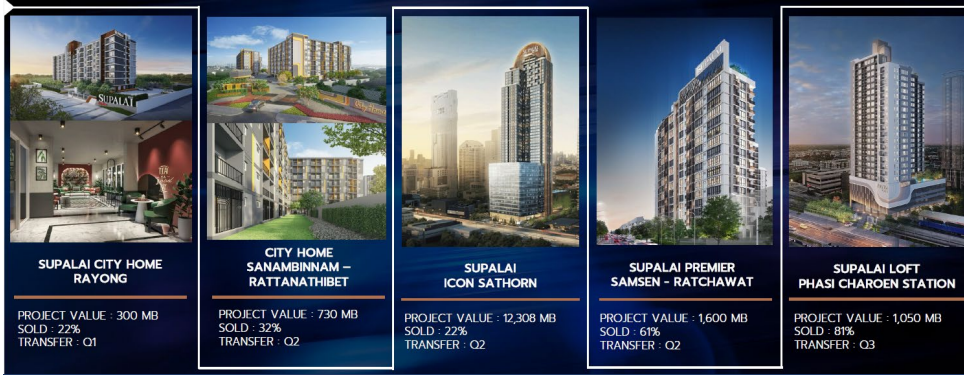 SUPALAI
SUPALAI CITY HOME
RAYONG
PROJECT VALUE : 300 MB
SOLD : 22%
TRANSFER : Q1
CITY HOME
SANAMBINNAM –
RATTANATHIBET
PROJECT VALUE : 730 MB
SOLD : 32%
TRANSFER : Q2
SUPALAI
ICON SATHORN
PROJECT VALUE : 12,308 MB
SOLD : 22%
TRANSFER : Q2
SUPALAI PREMIER
SAMSEN - RATCHAWAT
PROJECT VALUE : 1,600 MB
SOLD : 61%
TRANSFER : Q2
SUPALAI LOFT
PHASI CHAROEN STATION
PROJECT VALUE : 1,050 MB
SOLD : 81%
TRANSFER : Q3